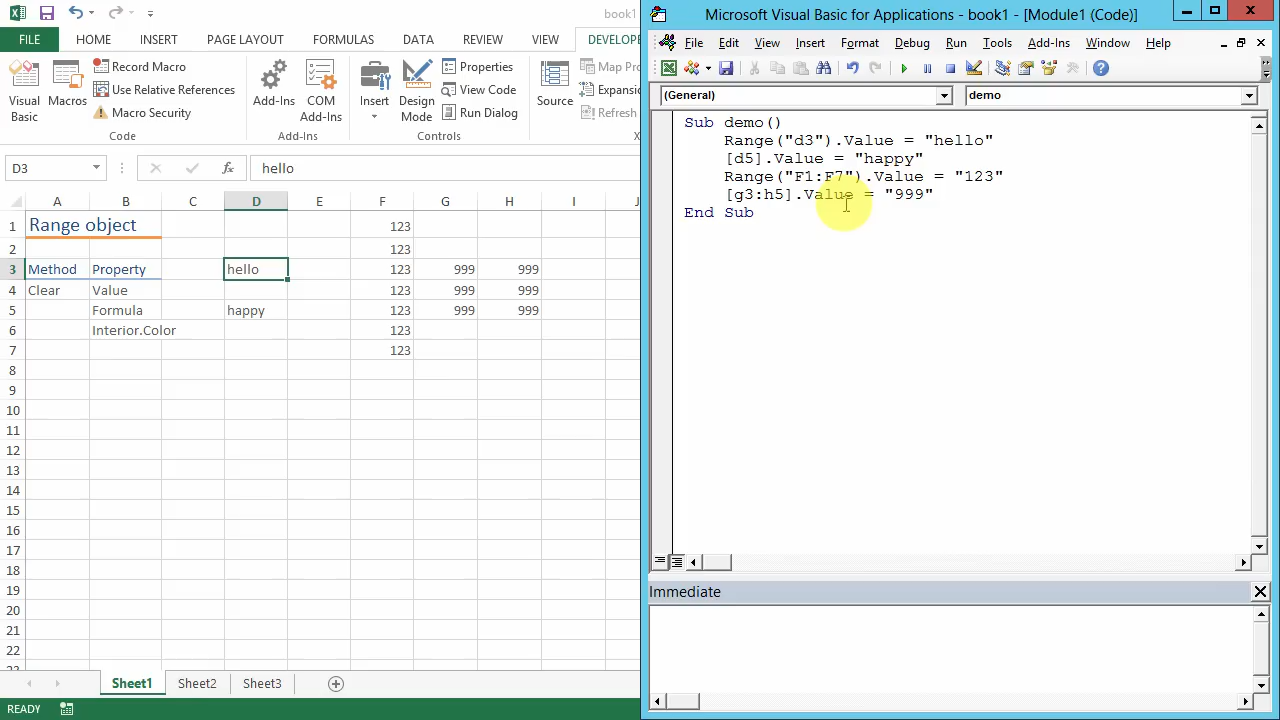 book1
FILE HOME INSERT PAGE LAYOUT FORMULAS DATA REVIEW VIEW DEVELOPE
Visual Basic
Macros
Record Macro
Use Relative References
Macro Security
Code
Add-Ins
COM Add-Ins
Add-Ins
Insert
Design Mode
Properties
View Code
Run Dialog
Controls
Source
Map Pro
Expansio
Refresh
D3
fx
hello
A B C D E F G H I J
1 Range object 123
2 123
3 Method Property hello 123 999 999
4 Clear Value 123 999 999
5 Formula happy 123 999 999
6 Interior.Color 123
7 123
8
9
10
11
12
13
14
15
16
17
18
19
20
21
22
23
Sheet1 Sheet2 Sheet3
READY
Microsoft Visual Basic for Applications - book1 - [Module1 (Code)]
File Edit View Insert Format Debug Run Tools Add-Ins Window Help
(General) demo
Sub demo()
Range("d3").Value = "hello"
[d5].Value = "happy"
Range("F1:F7").Value = "123"
[g3:h5].Value = "999"
End Sub
Immediate